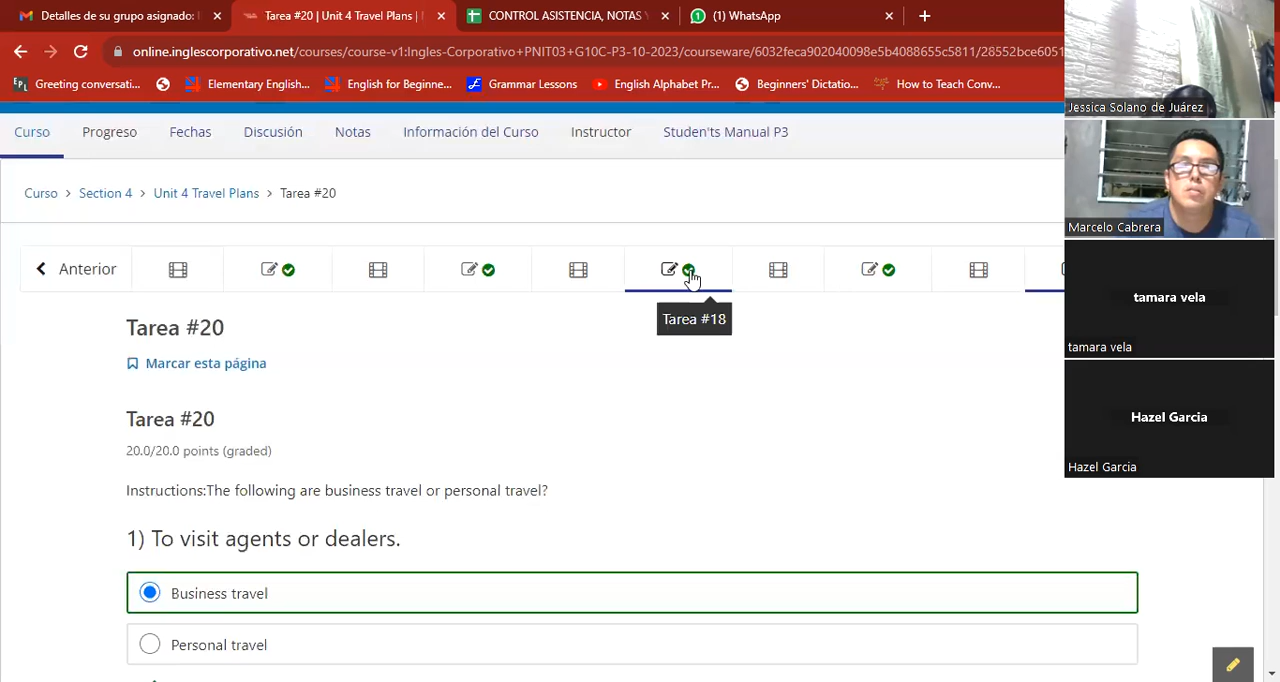 Detalles de su grupo asignado:
Tarea #20 | Unit 4 Travel Plans |
CONTROL ASISTENCIA, NOTAS Y
(1) WhatsApp
online.inglescorporativo.net/courses/course-v1:Ingles-Corporativo+PNIT03+G10C-P3-10-2023/courseware/6032feca902040098e5b4088655c5811/28552bce6051
Greeting conversati...
Elementary English...
English for Beginne...
Grammar Lessons
English Alphabet Pr...
Beginners' Dictatio...
How to Teach Conv...
Curso
Progreso
Fechas
Discusión
Notas
Información del Curso
Instructor
Studen'ts Manual P3
Curso > Section 4 > Unit 4 Travel Plans > Tarea #20
Anterior
Tarea #18
Tarea #20
Marcar esta página
Tarea #20
20.0/20.0 points (graded)
Instructions:The following are business travel or personal travel?
1) To visit agents or dealers.
Business travel
Personal travel
Jessica Solano de Juárez
Marcelo Cabrera
tamara vela
tamara vela
Hazel Garcia
Hazel Garcia